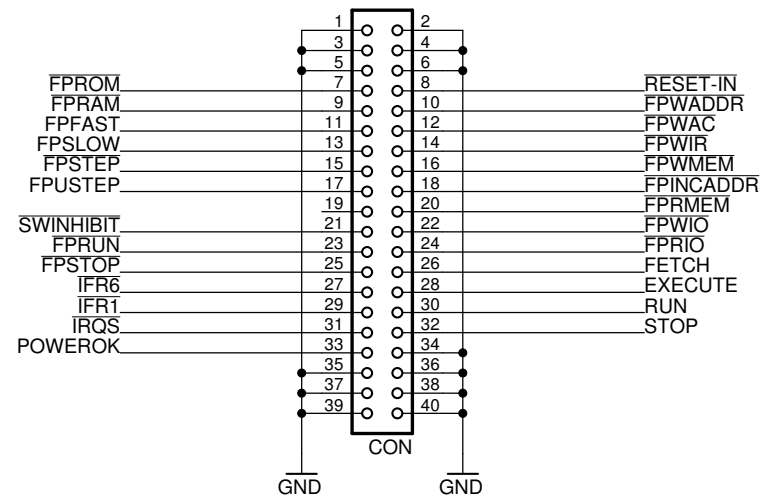 1 2
3 4
5 6
FPROM 7 8 RESET-IN
FPRAM 9 10 FPWADDR
FPFAST 11 12 FPWAC
FPSLOW 13 14 FPWIR
FPSTEP 15 16 FPWMEM
FPUSTEP 17 18 FPINCADDR
19 20 FPRMEM
SWINHIBIT 21 22 FPWIO
FPRUN 23 24 FPRIO
FPSTOP 25 26 FETCH
IFR6 27 28 EXECUTE
IFR1 29 30 RUN
IRQS 31 32 STOP
POWEROK 33 34
35 36
37 38
39 40
CON
GND GND